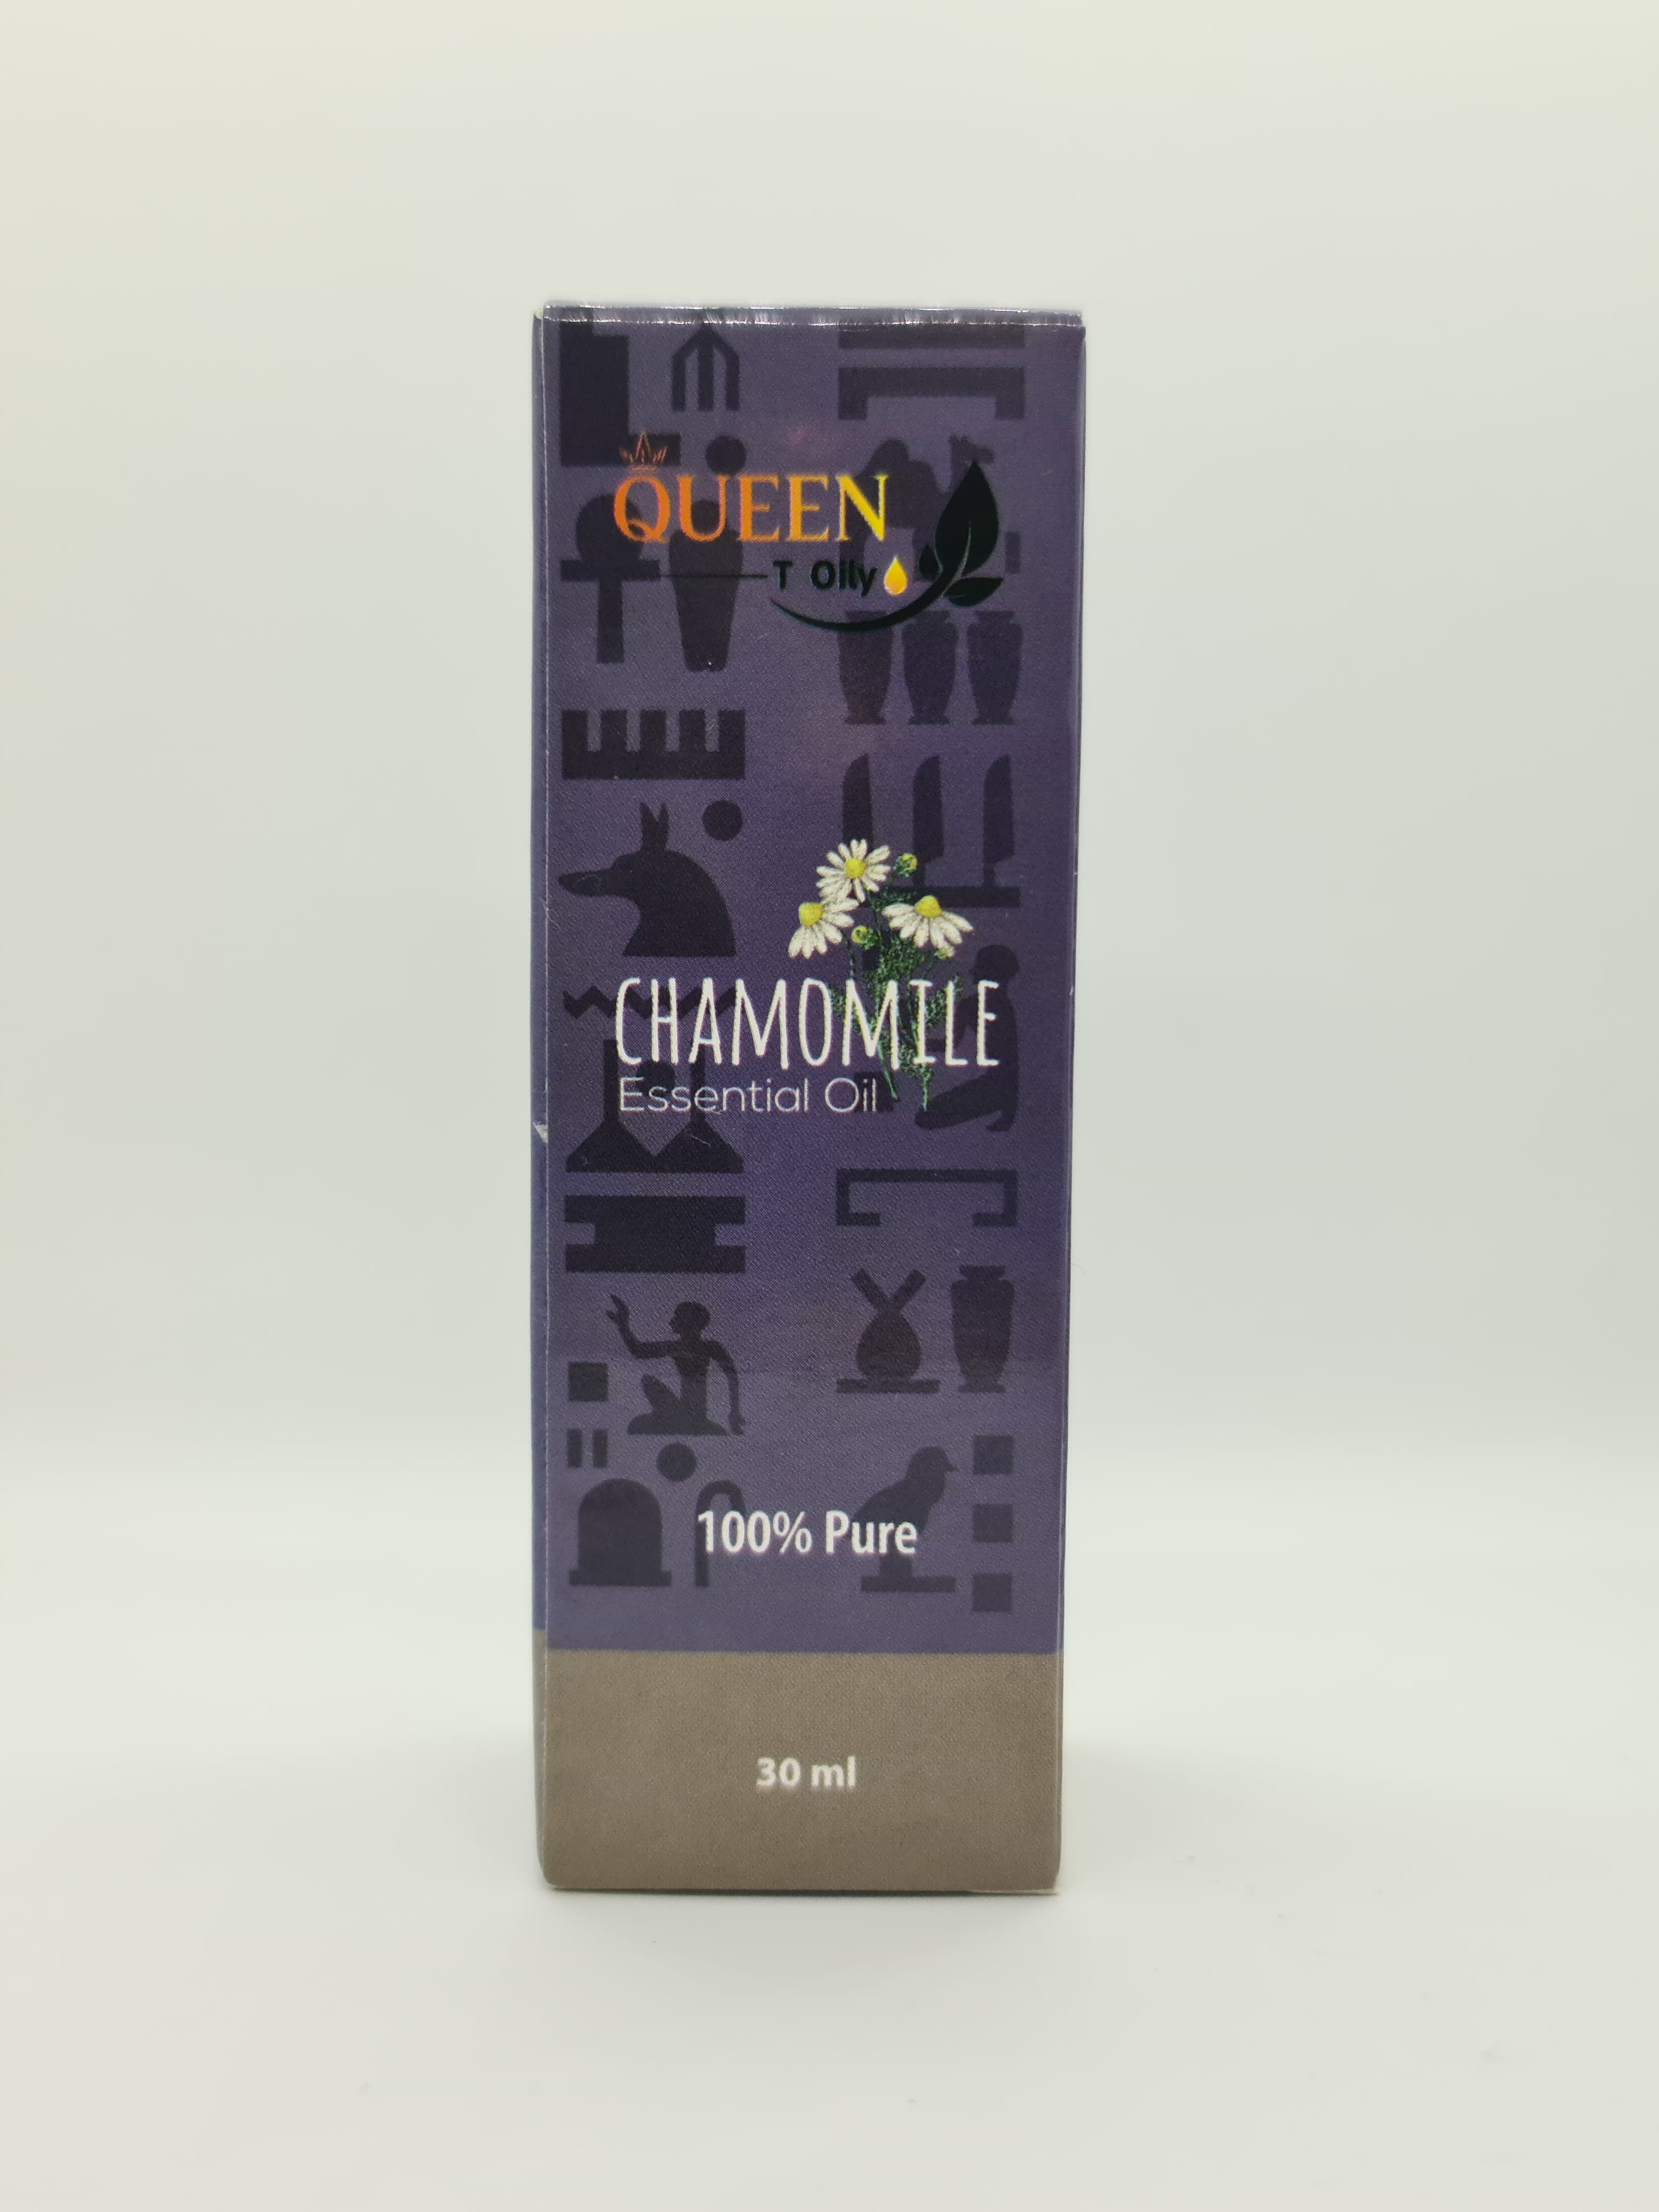 QUEEN
T Oily
CHAMOMILE
Essential Oil
100% Pure
30 ml